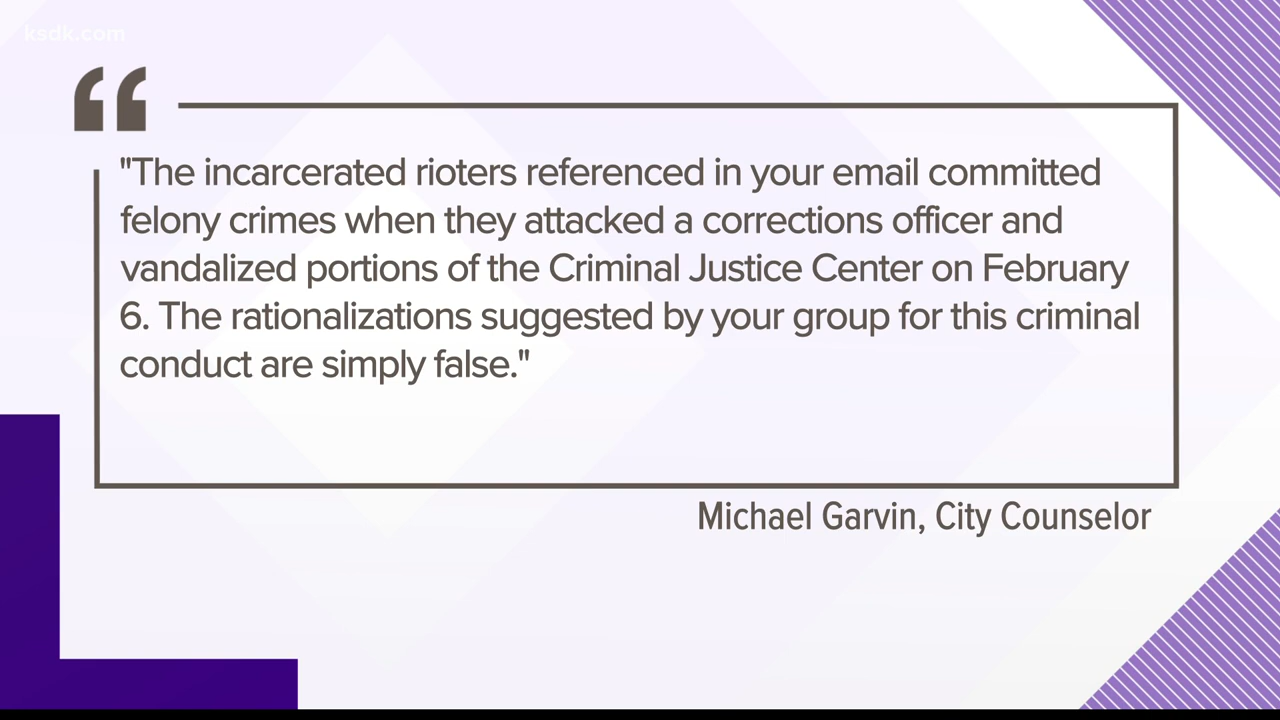 ksdk.com
“
"The incarcerated rioters referenced in your email committed
felony crimes when they attacked a corrections officer and
vandalized portions of the Criminal Justice Center on February
6. The rationalizations suggested by your group for this criminal
conduct are simply false."
Michael Garvin, City Counselor